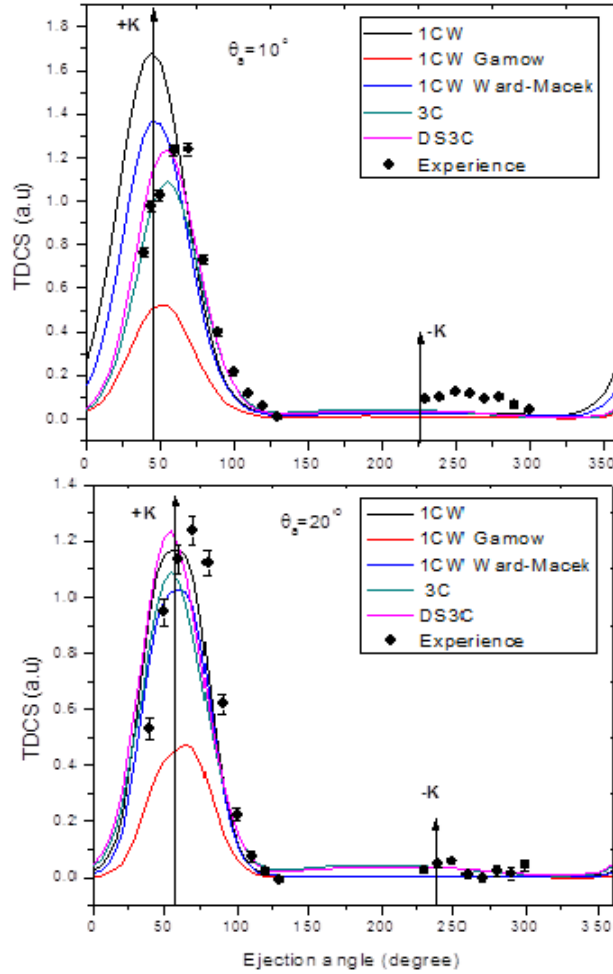 +K
θa=10°
1CW
1CW Gamow
1CW Ward-Macek
3C
DS3C
Experience
1.8
1.6
1.4
1.2
1.0
0.8
0.6
0.4
0.2
0.0
TDCS (a.u)
-K
0 50 100 150 200 250 300 350
+K
θa=20°
1CW
1CW Gamow
1CW Ward-Macek
3C
DS3C
Experience
1.4
1.2
1.0
0.8
0.6
0.4
0.2
0.0
TDCS (a.u)
-K
0 50 100 150 200 250 300 350
Ejection angle (degree)